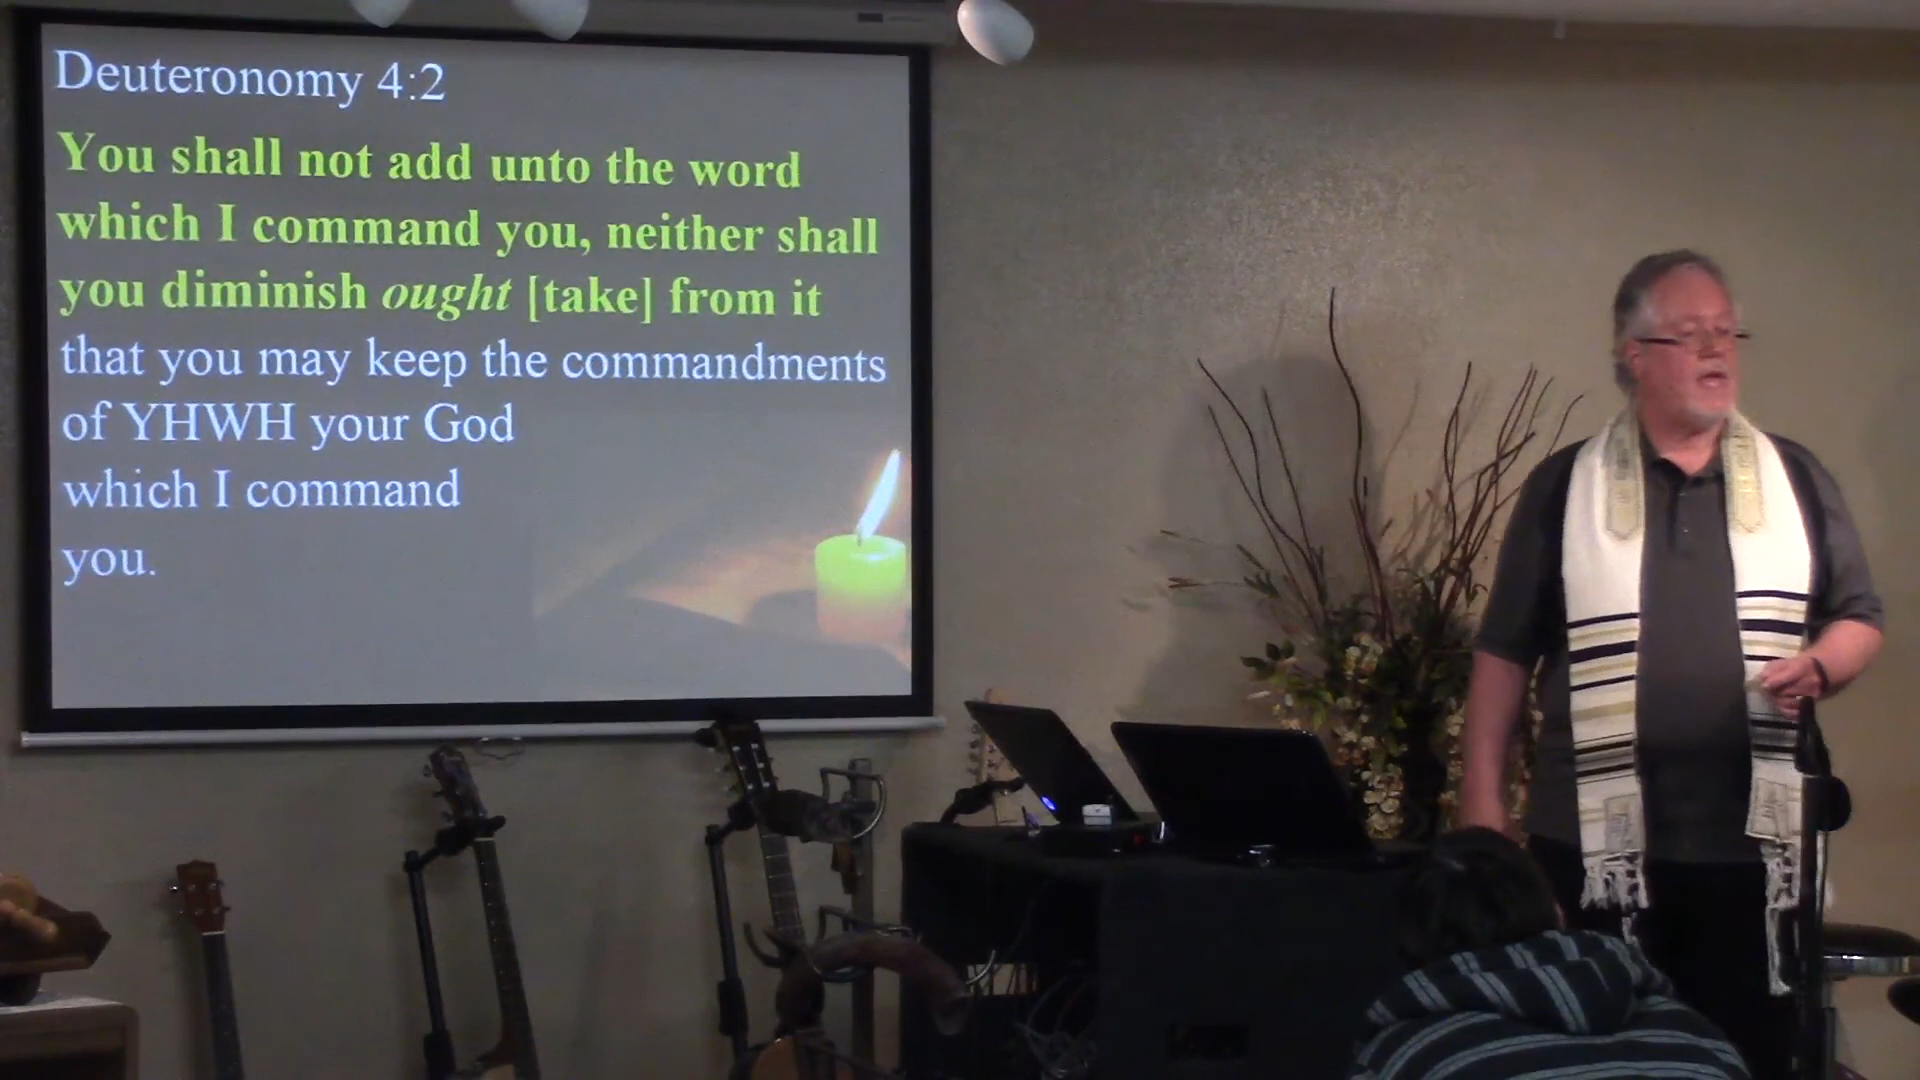 Deuteronomy 4:2
You shall not add unto the word
which I command you, neither shall
you diminish ought [take] from it
that you may keep the commandments
of YHWH your God
which I command
you.